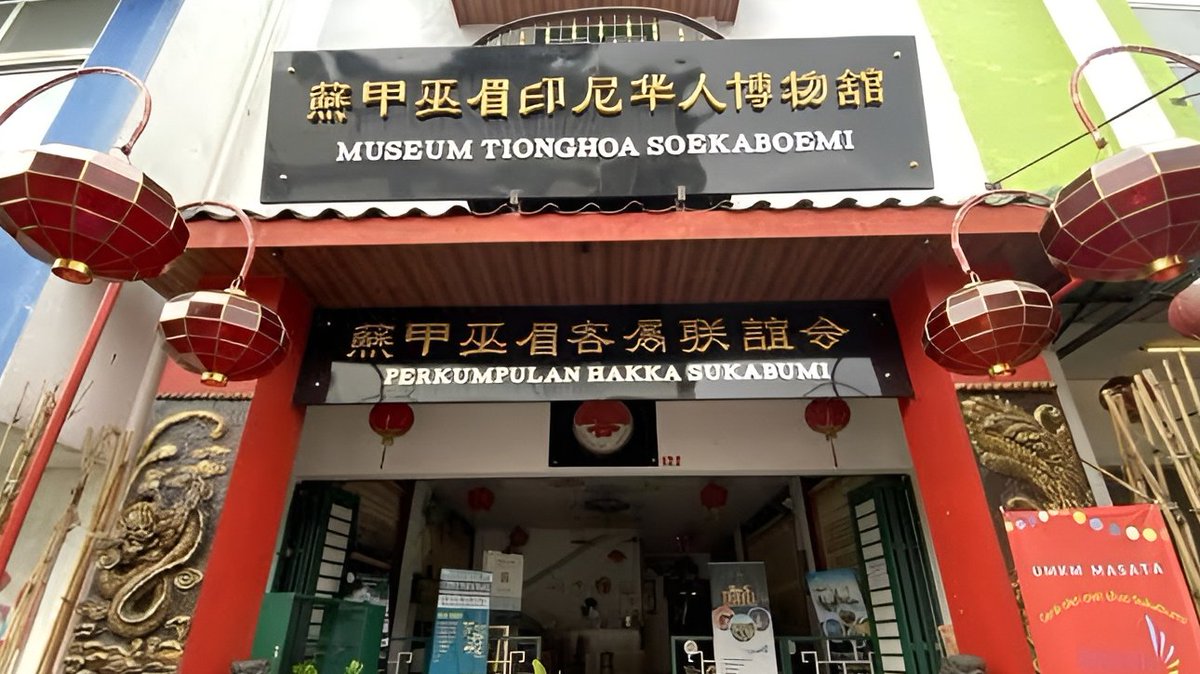 蘇甲巫眉印尼华人博物舘
MUSEUM TIONGHOA SOEKABOEMI
蘇甲巫眉客属联誼会
PERKUMPULAN HAKKA SUKABUMI
UMKM MASATA